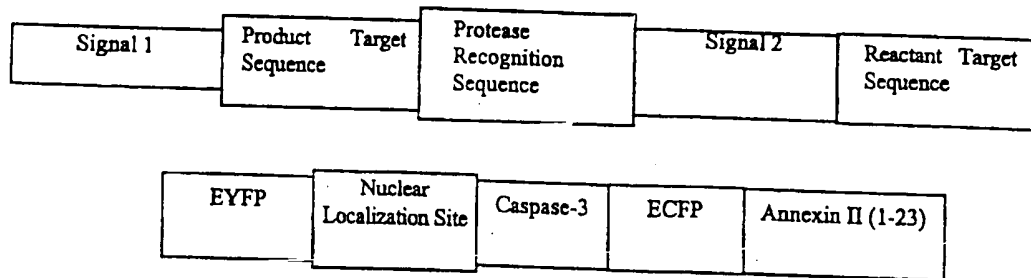 Signal 1
Product Target
Sequence
Protease
Recognition
Sequence
Signal 2
Reactant Target
Sequence
EYFP
Nuclear
Localization Site
Caspase-3
ECFP
Annexin II (1-23)